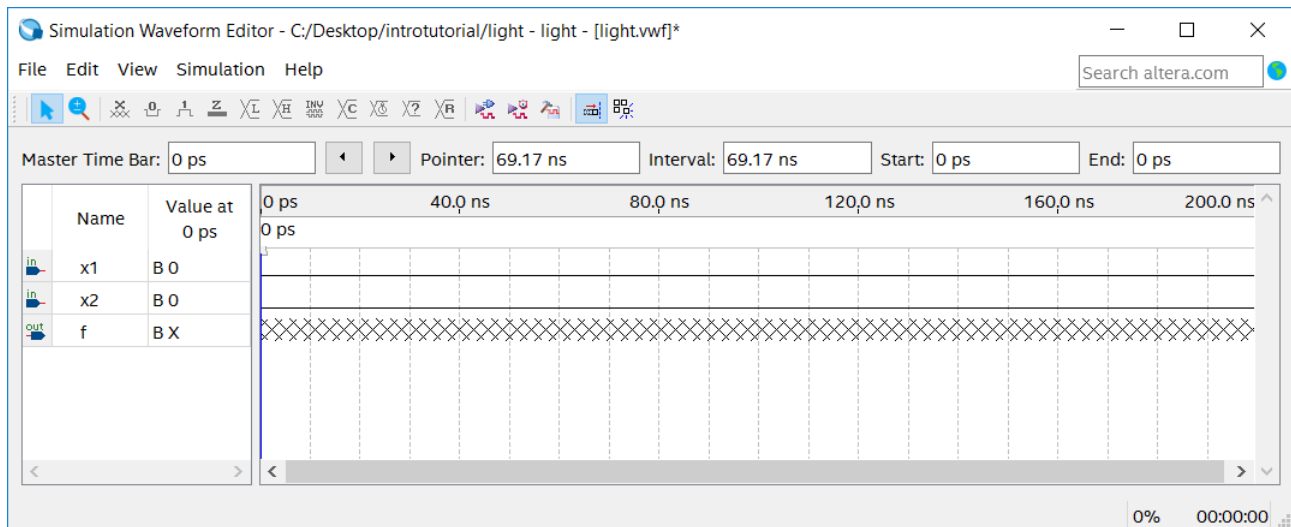 Simulation Waveform Editor - C:/Desktop/introtutorial/light - light - [light.vwf]*
File Edit View Simulation Help
Search altera.com
Master Time Bar: 0 ps Pointer: 69.17 ns Interval: 69.17 ns Start: 0 ps End: 0 ps
Name Value at 0 ps
0 ps 40.0 ns 80.0 ns 120.0 ns 160.0 ns 200.0 ns
0 ps
in x1 B 0
in x2 B 0
out f B X
0% 00:00:00